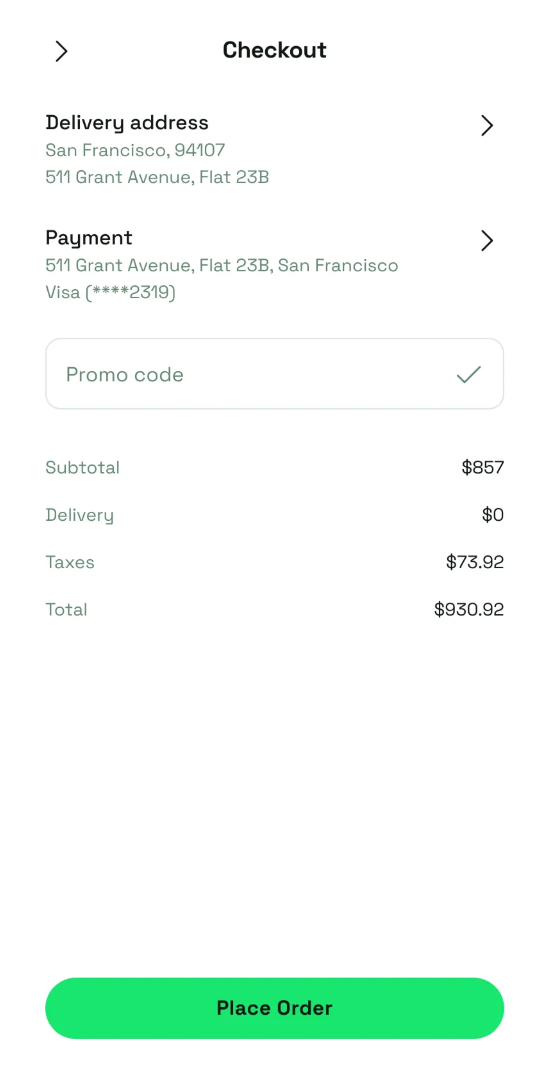 Checkout
Delivery address
San Francisco, 94107
511 Grant Avenue, Flat 23B
Payment
511 Grant Avenue, Flat 23B, San Francisco
Visa (****2319)
Promo code
Subtotal $857
Delivery $0
Taxes $73.92
Total $930.92
Place Order